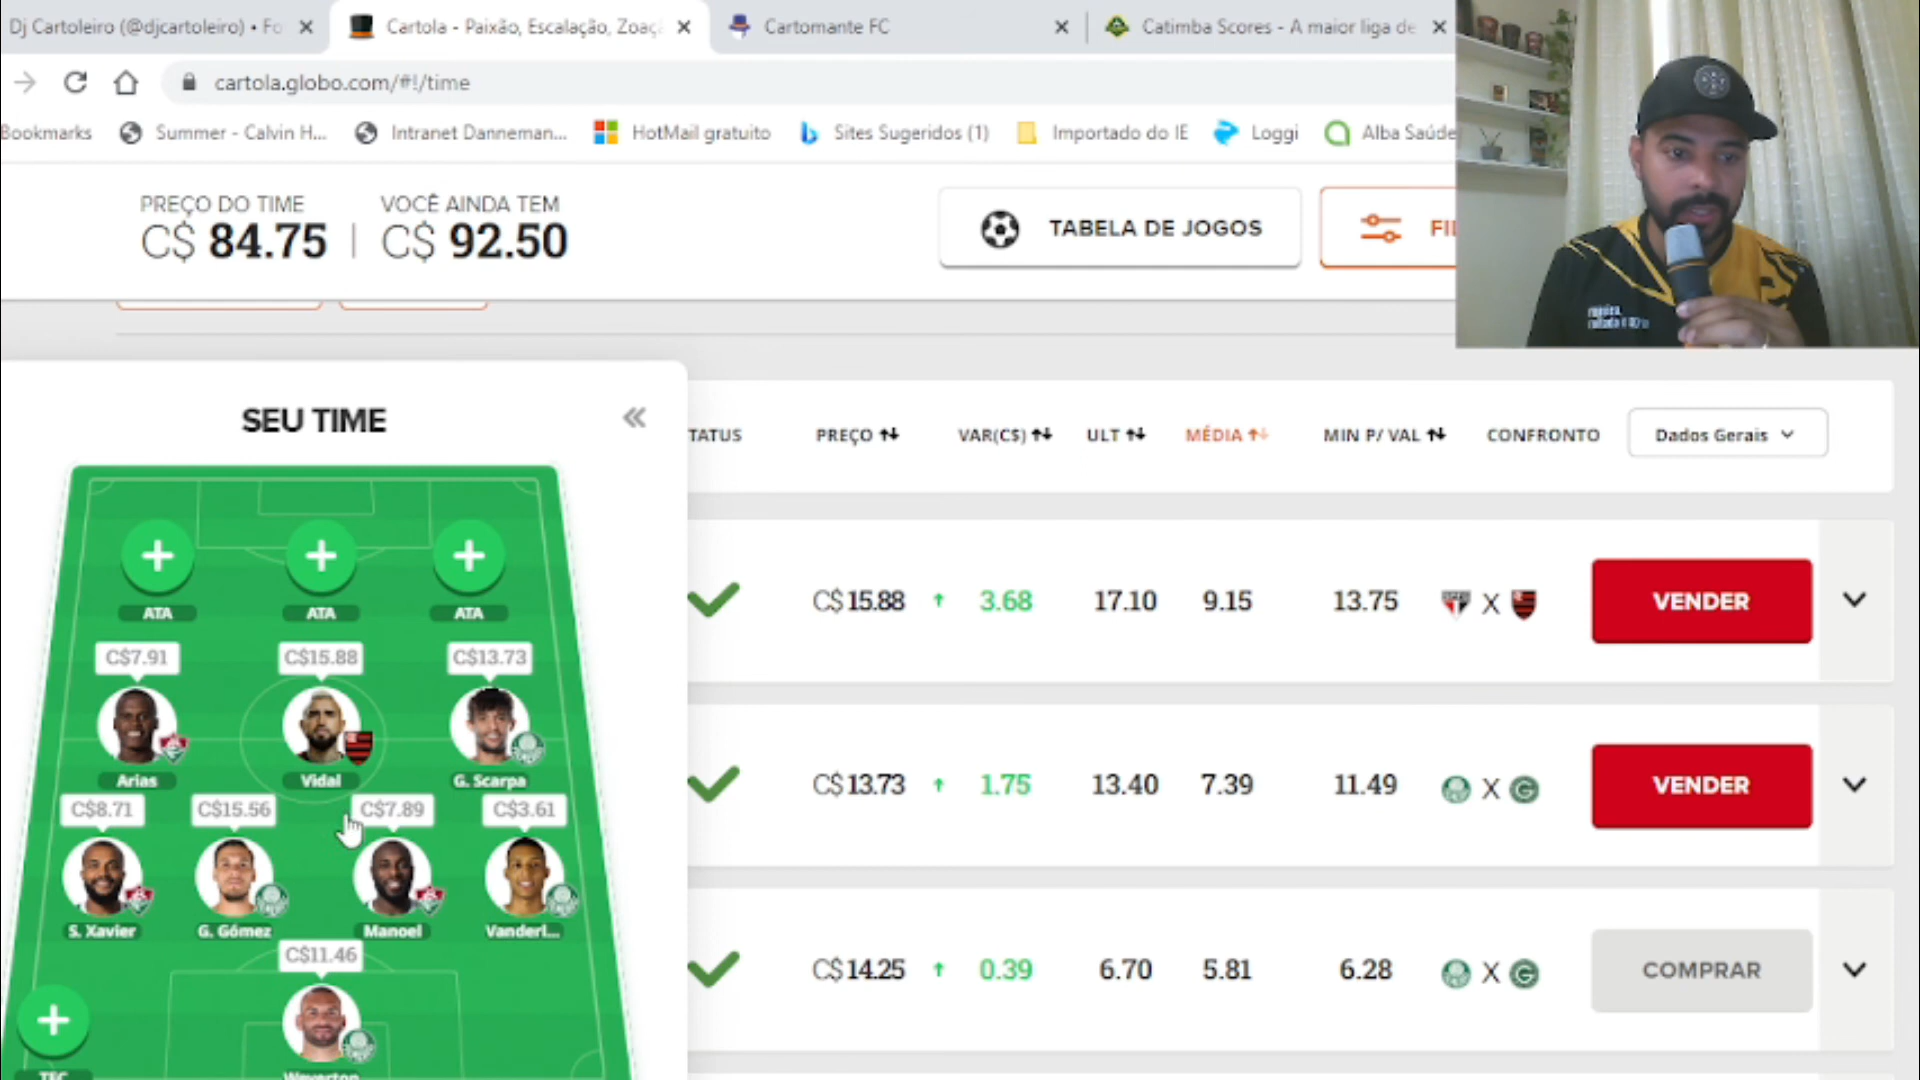 Dj Cartoleiro (@djcartoleiro) • Fo
Cartola - Paixão, Escalação, Zoaç
Cartomante FC
Catimba Scores - A maior liga de
cartola.globo.com/#!/time
Bookmarks
Summer - Calvin H...
Intranet Danneman...
HotMail gratuito
Sites Sugeridos (1)
Importado do IE
Loggi
Alba Saúde
PREÇO DO TIME
C$ 84.75
VOCÊ AINDA TEM
C$ 92.50
TABELA DE JOGOS
FI
SEU TIME
TATUS
PREÇO
VAR(C$)
ULT
MÉDIA
MIN P/ VAL
CONFRONTO
Dados Gerais
ATA
ATA
ATA
C$ 15.88
3.68
17.10
9.15
13.75
X
VENDER
C$7.91
C$15.88
C$13.73
Arias
Vidal
G. Scarpa
C$ 13.73
1.75
13.40
7.39
11.49
X
VENDER
C$8.71
C$15.56
C$7.89
C$3.61
S. Xavier
G. Gómez
Manoel
Vanderl...
C$ 14.25
0.39
6.70
5.81
6.28
X
COMPRAR
C$11.46
Weverton
TEC